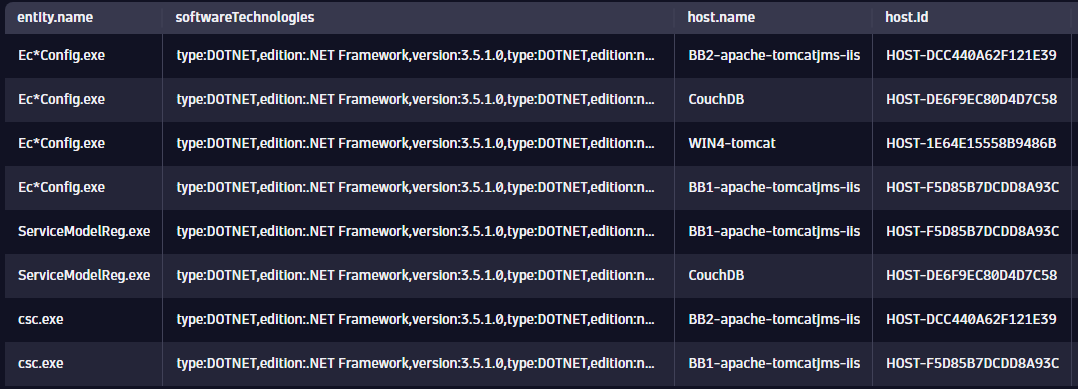 entity.name softwareTechnologies host.name host.id
Ec*Config.exe type:DOTNET,edition:.NET Framework,version:3.5.1.0,type:DOTNET,edition:n... BB2-apache-tomcatjms-iis HOST-DCC440A62F121E39
Ec*Config.exe type:DOTNET,edition:.NET Framework,version:3.5.1.0,type:DOTNET,edition:n... CouchDB HOST-DE6F9EC80D4D7C58
Ec*Config.exe type:DOTNET,edition:.NET Framework,version:3.5.1.0,type:DOTNET,edition:n... WIN4-tomcat HOST-1E64E15558B9486B
Ec*Config.exe type:DOTNET,edition:.NET Framework,version:3.5.1.0,type:DOTNET,edition:n... BB1-apache-tomcatjms-iis HOST-F5D85B7DCDD8A93C
ServiceModelReg.exe type:DOTNET,edition:.NET Framework,version:3.5.1.0,type:DOTNET,edition:n... BB1-apache-tomcatjms-iis HOST-F5D85B7DCDD8A93C
ServiceModelReg.exe type:DOTNET,edition:.NET Framework,version:3.5.1.0,type:DOTNET,edition:n... CouchDB HOST-DE6F9EC80D4D7C58
csc.exe type:DOTNET,edition:.NET Framework,version:3.5.1.0,type:DOTNET,edition:n... BB2-apache-tomcatjms-iis HOST-DCC440A62F121E39
csc.exe type:DOTNET,edition:.NET Framework,version:3.5.1.0,type:DOTNET,edition:n... BB1-apache-tomcatjms-iis HOST-F5D85B7DCDD8A93C